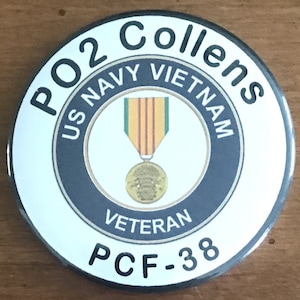 PO2 Collens
US NAVY VIETNAM
VETERAN
PCF-38